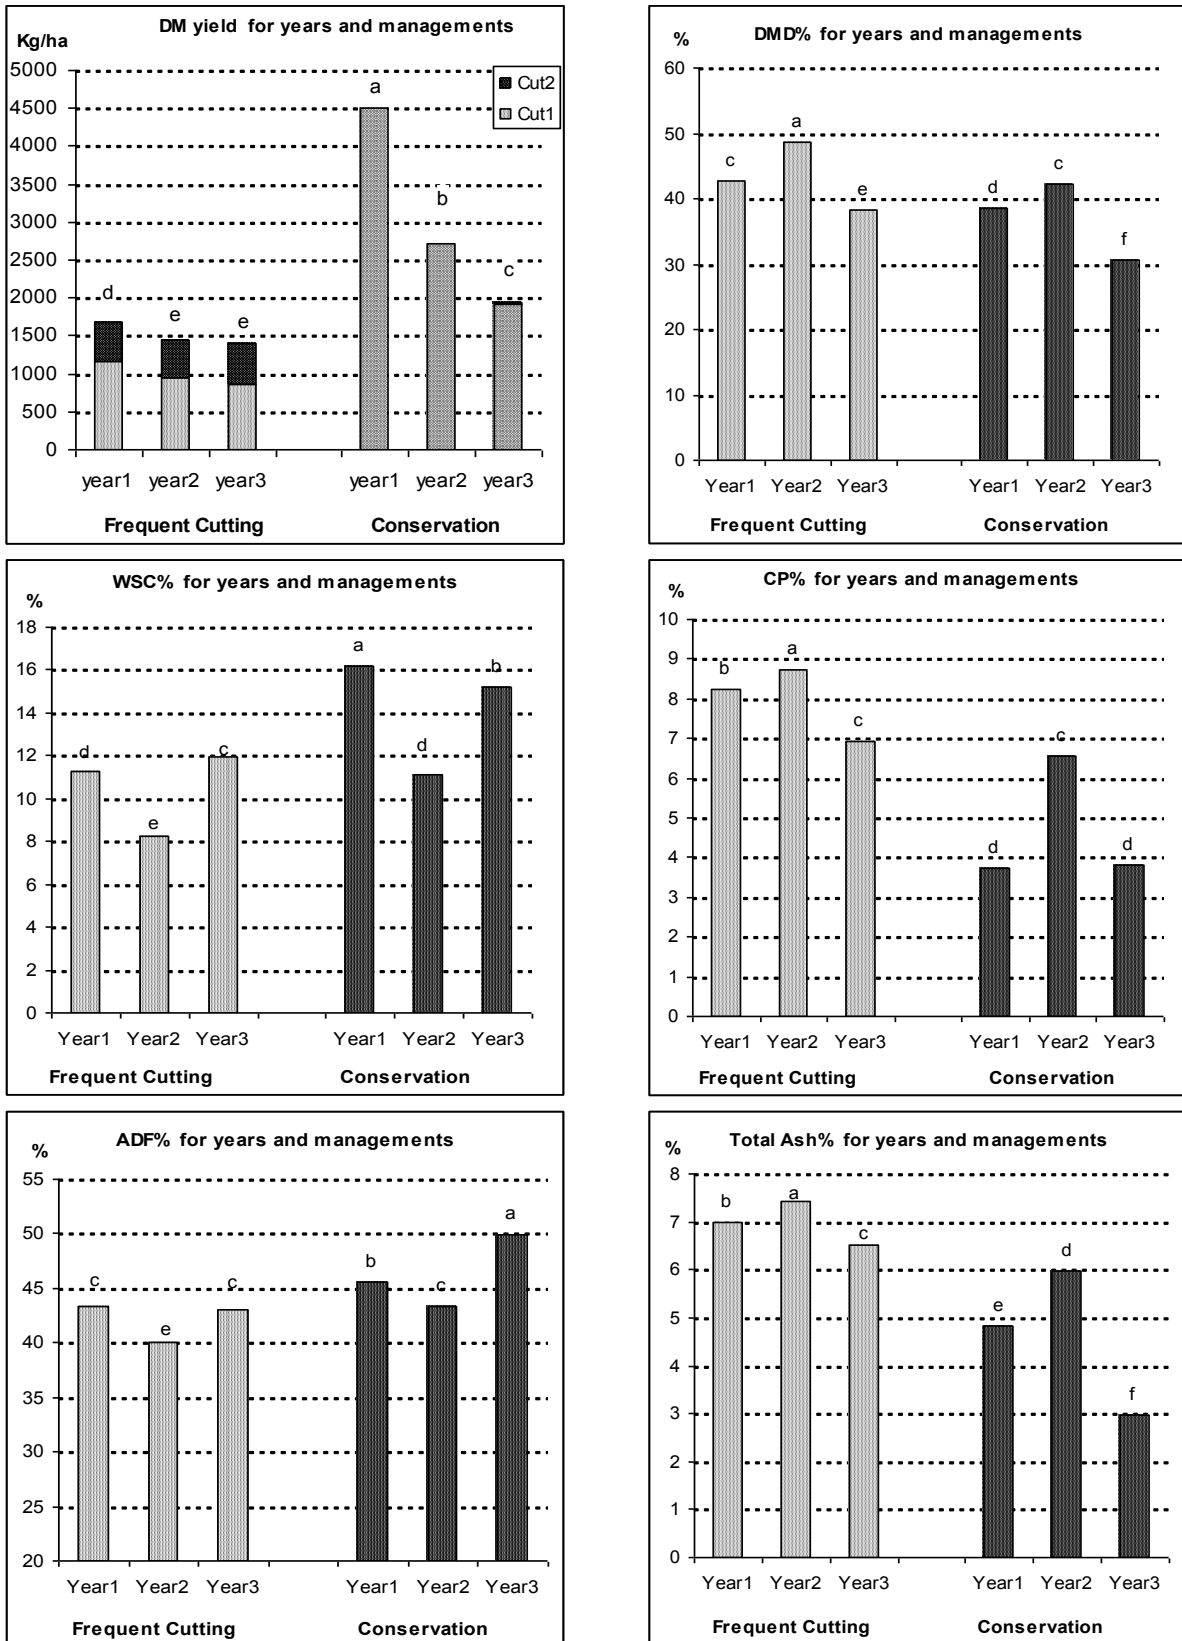 DM yield for years and managements
Kg/ha
5000
4500
4000
3500
3000
2500
2000
1500
1000
500
0
Cut2
Cut1
d
e
e
a
b
c
year1 year2 year3 year1 year2 year3
Frequent Cutting Conservation
DMD% for years and managements
%
60
50
40
30
20
10
0
c
a
e
d
c
f
Year1 Year2 Year3 Year1 Year2 Year3
Frequent Cutting Conservation
WSC% for years and managements
%
18
16
14
12
10
8
6
4
2
0
d
e
c
a
d
b
Year1 Year2 Year3 Year1 Year2 Year3
Frequent Cutting Conservation
CP% for years and managements
%
10
9
8
7
6
5
4
3
2
1
0
b
a
c
d
c
d
Year1 Year2 Year3 Year1 Year2 Year3
Frequent Cutting Conservation
ADF% for years and managements
%
55
50
45
40
35
30
25
20
c
e
c
b
c
a
Year1 Year2 Year3 Year1 Year2 Year3
Frequent Cutting Conservation
Total Ash% for years and managements
%
8
7
6
5
4
3
2
1
0
b
a
c
e
d
f
Year1 Year2 Year3 Year1 Year2 Year3
Frequent Cutting Conservation